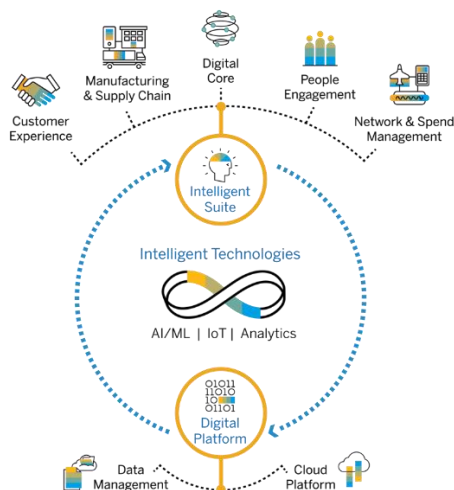 Digital
Core
Manufacturing
& Supply Chain
People
Engagement
Customer
Experience
Network & Spend
Management
Intelligent
Suite
Intelligent Technologies
AI/ML | IoT | Analytics
01011
11010
10
01101
Digital
Platform
Data
Management
Cloud
Platform